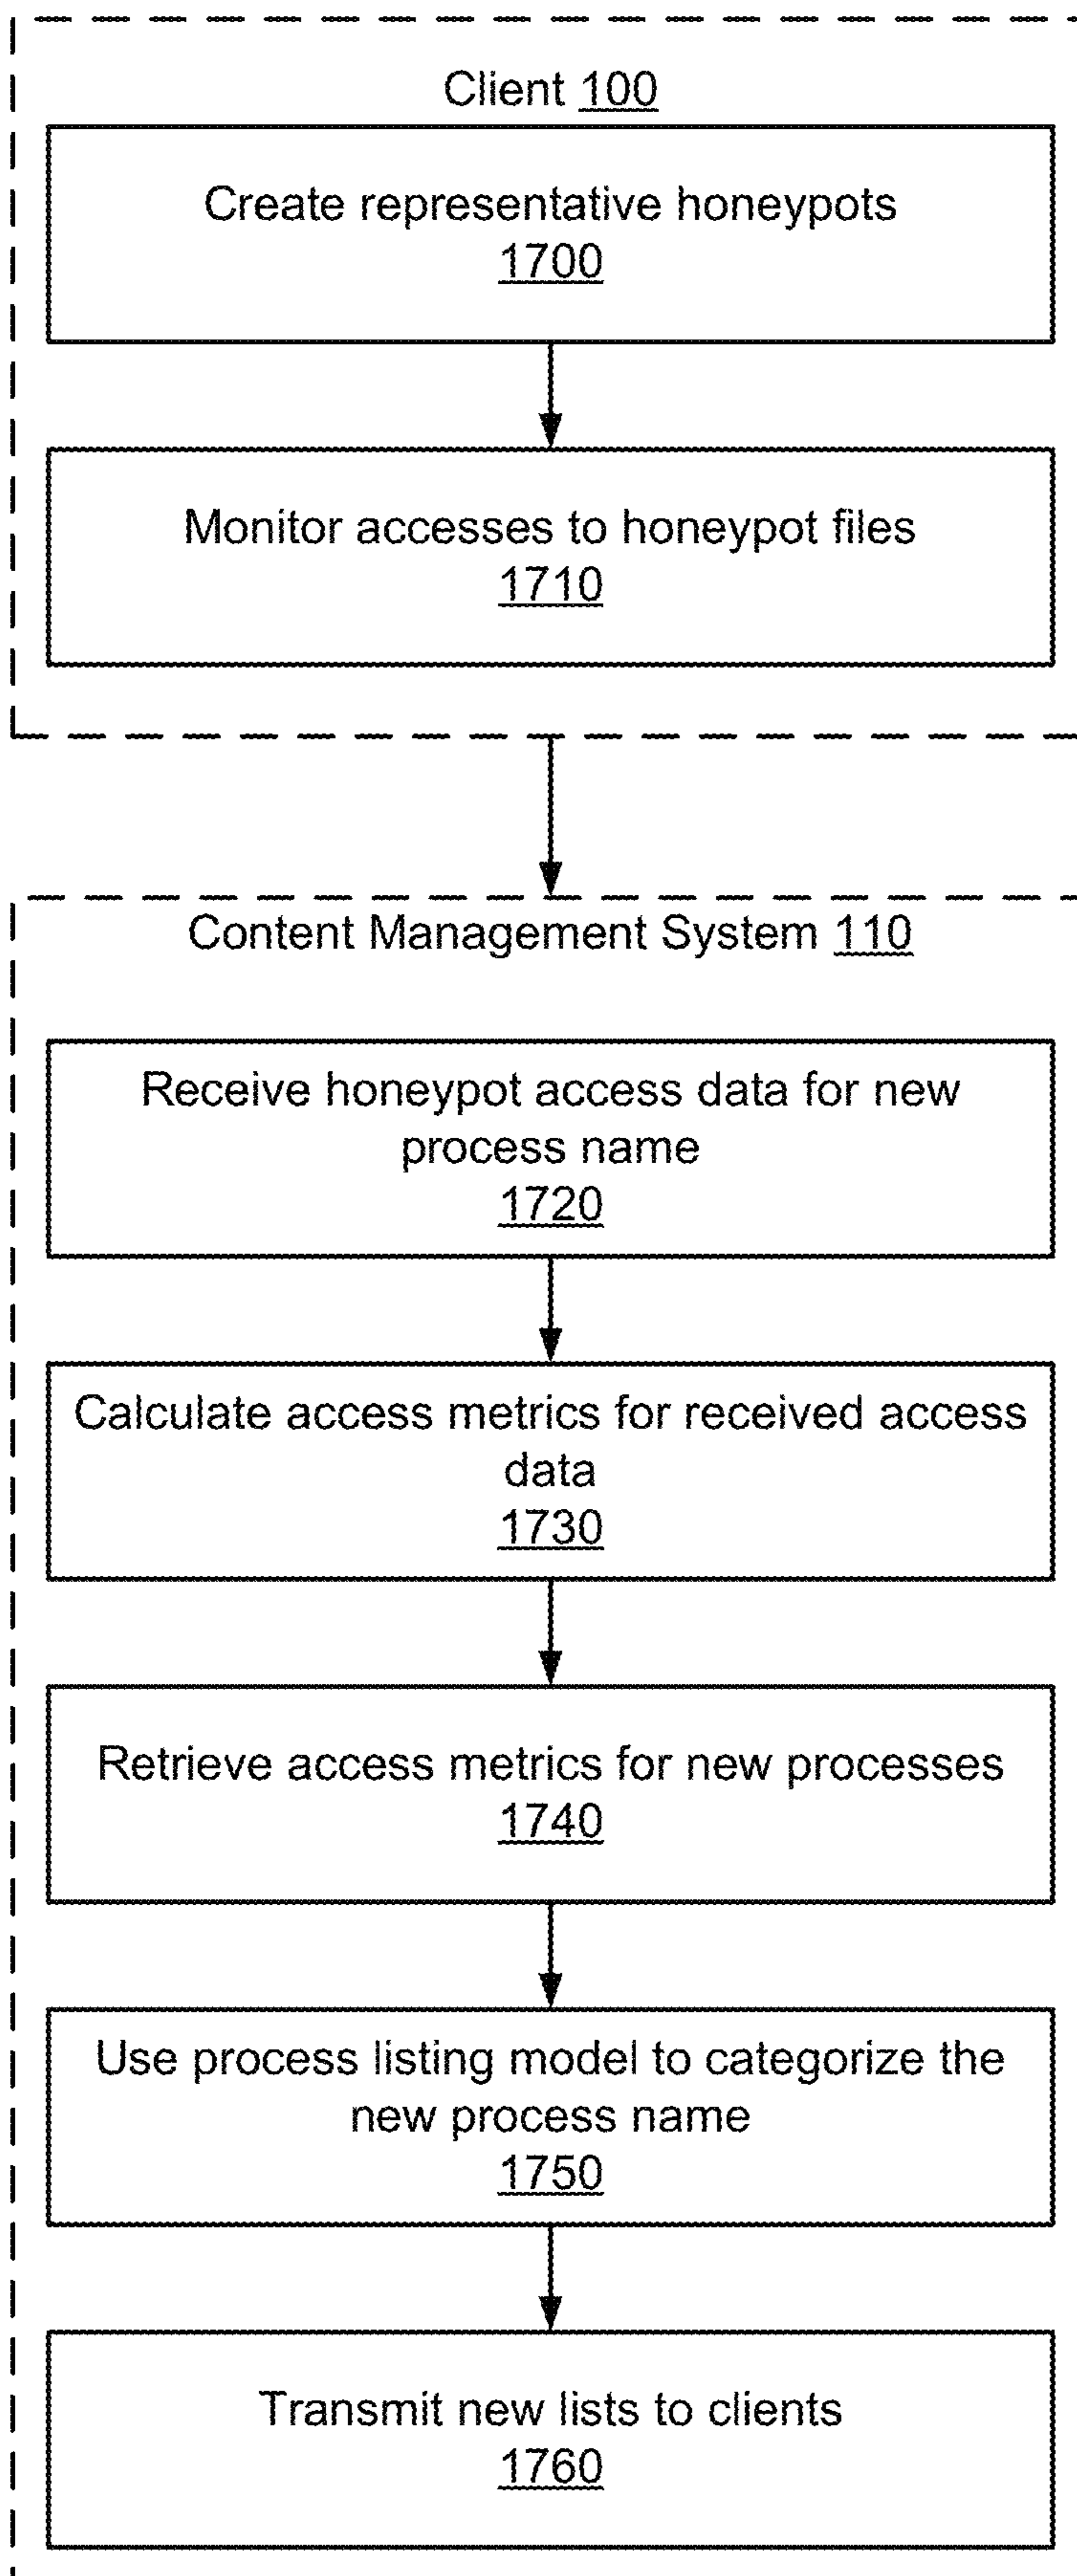 Client 100
Create representative honeypots
1700
Monitor accesses to honeypot files
1710
Content Management System 110
Receive honeypot access data for new
process name
1720
Calculate access metrics for received access
data
1730
Retrieve access metrics for new processes
1740
Use process listing model to categorize the
new process name
1750
Transmit new lists to clients
1760